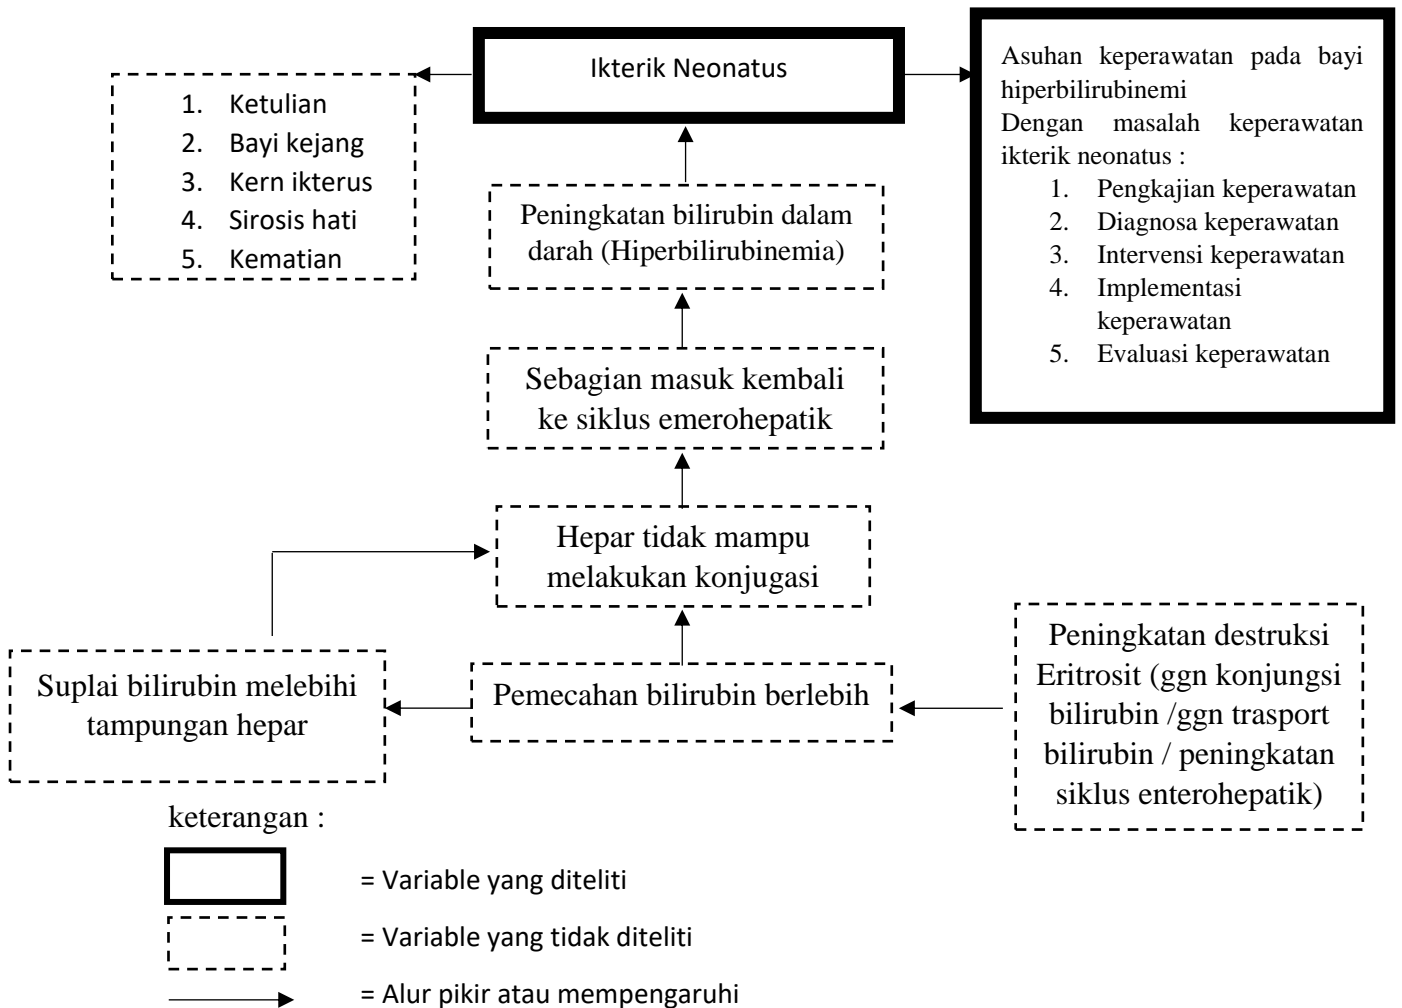 Ikterik Neonatus
1. Ketulian
2. Bayi kejang
3. Kern ikterus
4. Sirosis hati
5. Kematian
Asuhan keperawatan pada bayi
hiperbilirubinemi
Dengan masalah keperawatan
ikterik neonatus :
1. Pengkajian keperawatan
2. Diagnosa keperawatan
3. Intervensi keperawatan
4. Implementasi
keperawatan
5. Evaluasi keperawatan
Peningkatan bilirubin dalam
darah (Hiperbilirubinemia)
Sebagian masuk kembali
ke siklus emerohepatik
Hepar tidak mampu
melakukan konjugasi
Suplai bilirubin melebihi
tampungan hepar
Pemecahan bilirubin berlebih
Peningkatan destruksi
Eritrosit (ggn konjungsi
bilirubin /ggn trasport
bilirubin / peningkatan
siklus enterohepatik)
keterangan :
= Variable yang diteliti
= Variable yang tidak diteliti
= Alur pikir atau mempengaruhi